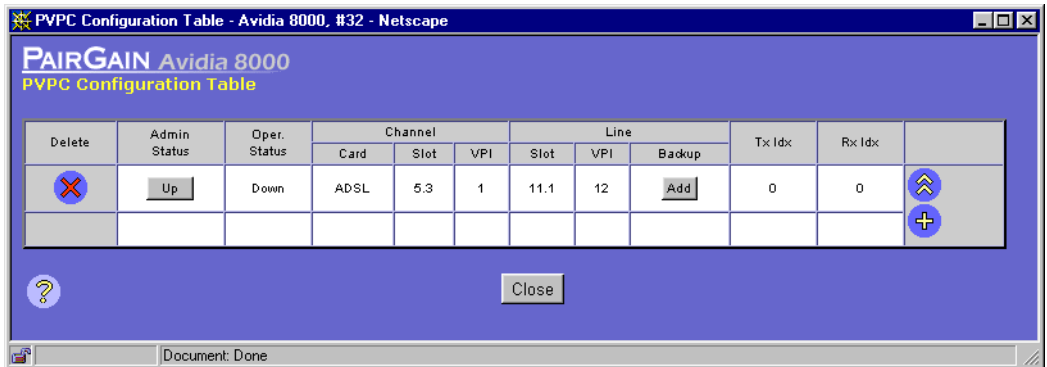 PVPC Configuration Table - Avidia 8000, #32 - Netscape
PAIRGAIN Avidia 8000
PVPC Configuration Table
Delete Admin Status Oper. Status Channel Line Tx Idx Rx Idx
Card Slot VPI Slot VPI Backup
Up Down ADSL 5.3 1 11.1 12 Add 0 0
?
Close
Document: Done